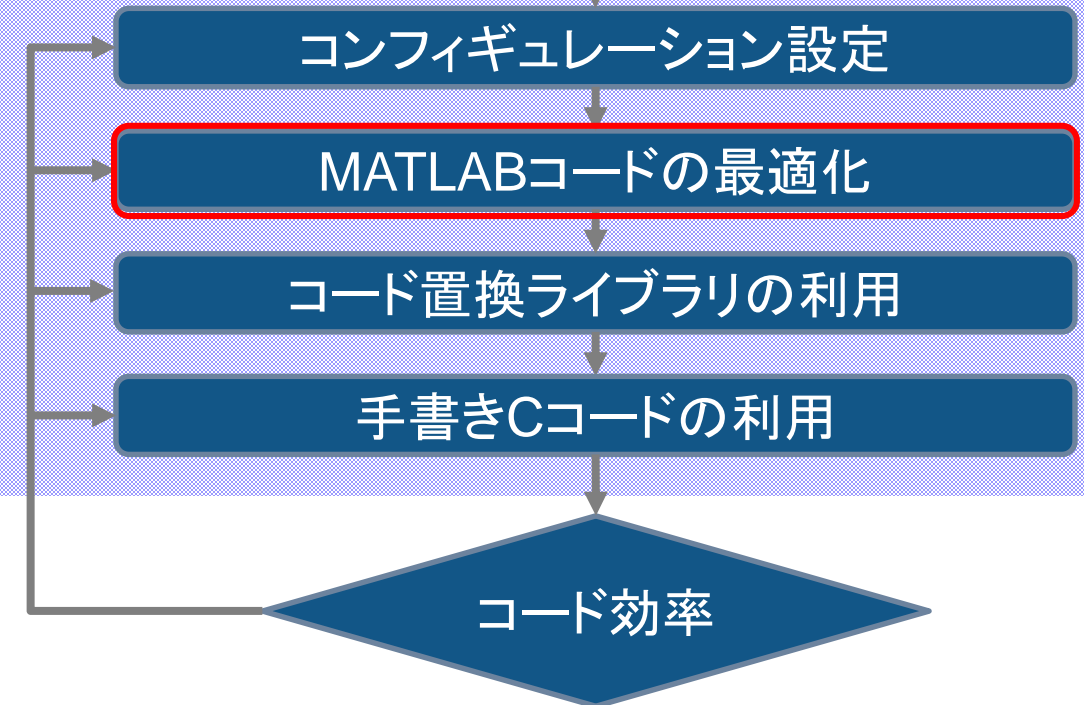 コンフィギュレーション設定
MATLABコードの最適化
コード置換ライブラリの利用
手書きCコードの利用
コード効率